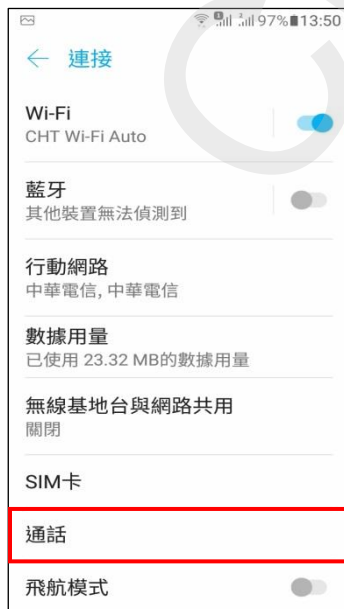 97% 13:50
← 連接
Wi-Fi
CHT Wi-Fi Auto
藍牙
其他裝置無法偵測到
行動網路
中華電信, 中華電信
數據用量
已使用 23.32 MB的數據用量
無線基地台與網路共用
關閉
SIM卡
通話
飛航模式